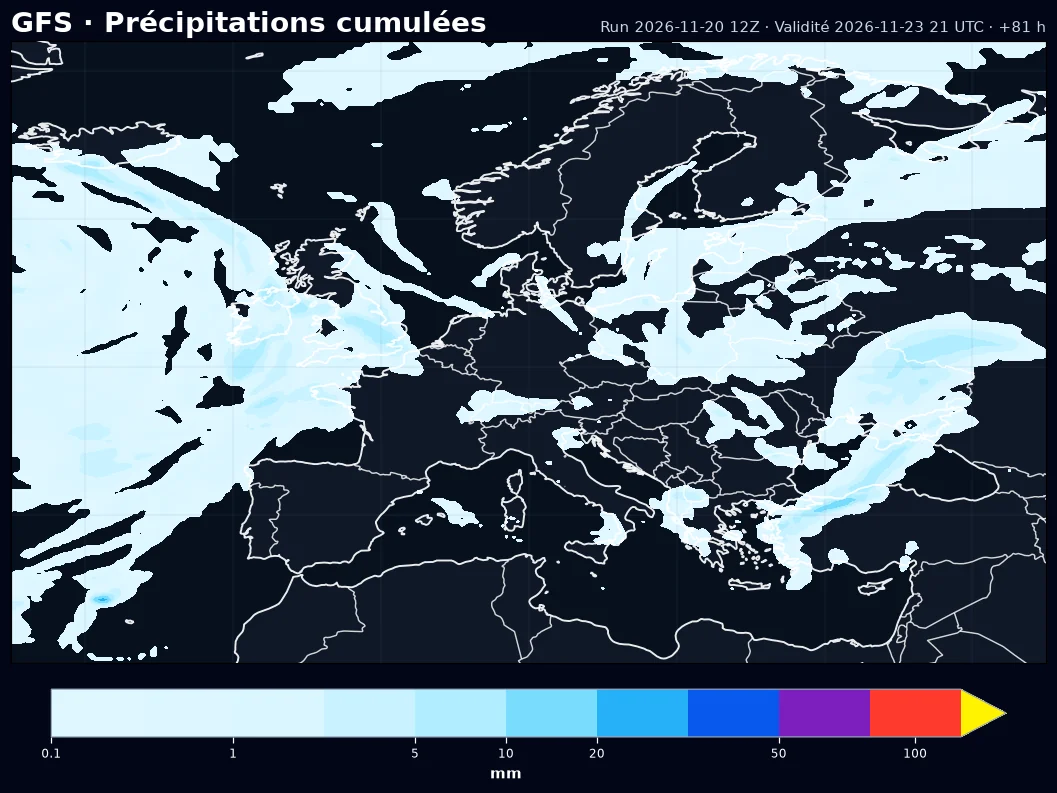 GFS · Précipitations cumulées
Run 2026-11-20 12Z · Validité 2026-11-23 21 UTC · +81 h
0.1 1 5 10 20 50 100
mm